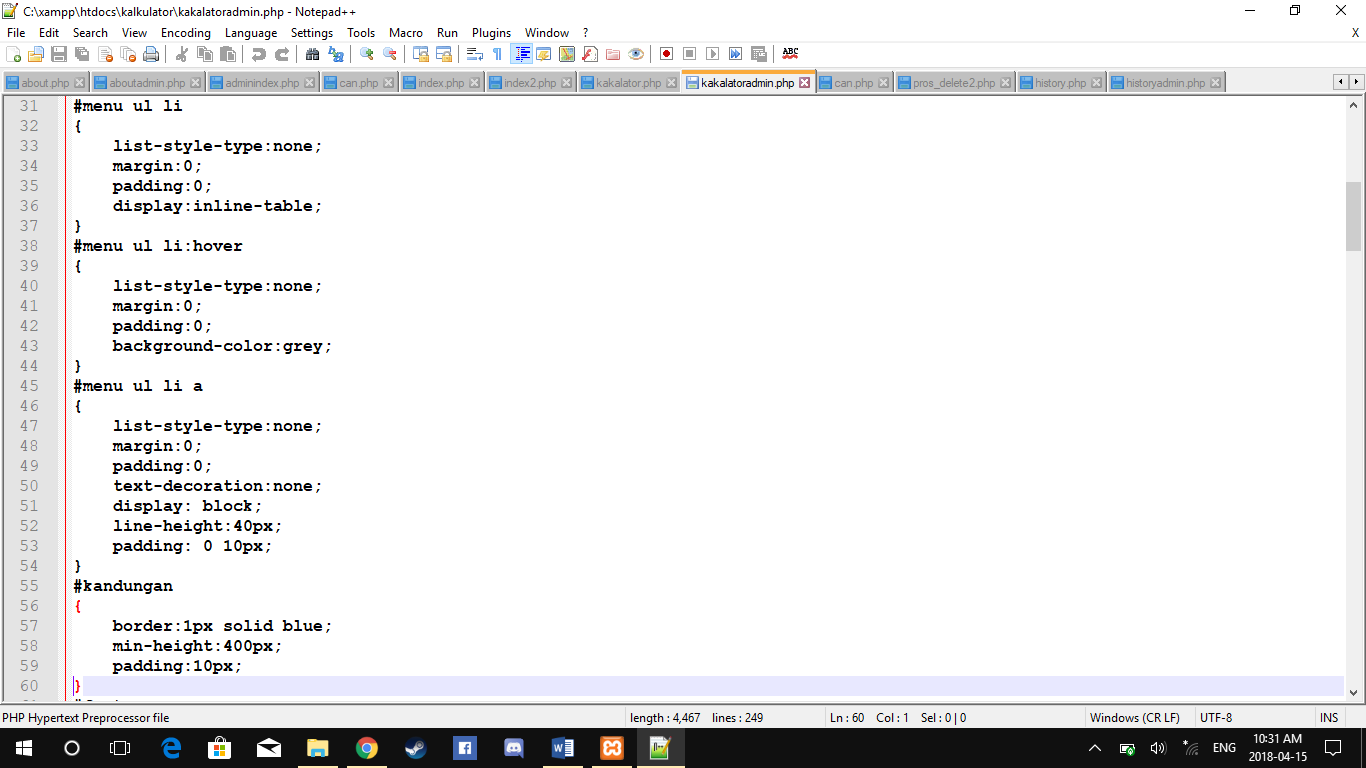 C:\xampp\htdocs\kalkulator\kakalatoradmin.php - Notepad++
File Edit Search View Encoding Language Settings Tools Macro Run Plugins Window ? X
ABC
about.php aboutadmin.php adminindex.php can.php index.php index2.php kakalator.php kakalatoradmin.php can.php pros_delete2.php history.php historyadmin.php
31 #menu ul li
32 {
33 list-style-type:none;
34 margin:0;
35 padding:0;
36 display:inline-table;
37 }
38 #menu ul li:hover
39 {
40 list-style-type:none;
41 margin:0;
42 padding:0;
43 background-color:grey;
44 }
45 #menu ul li a
46 {
47 list-style-type:none;
48 margin:0;
49 padding:0;
50 text-decoration:none;
51 display: block;
52 line-height:40px;
53 padding: 0 10px;
54 }
55 #kandungan
56 {
57 border:1px solid blue;
58 min-height:400px;
59 padding:10px;
60 }
PHP Hypertext Preprocessor file length : 4,467 lines : 249 Ln : 60 Col : 1 Sel : 0 | 0 Windows (CR LF) UTF-8 INS
ENG 10:31 AM
2018-04-15